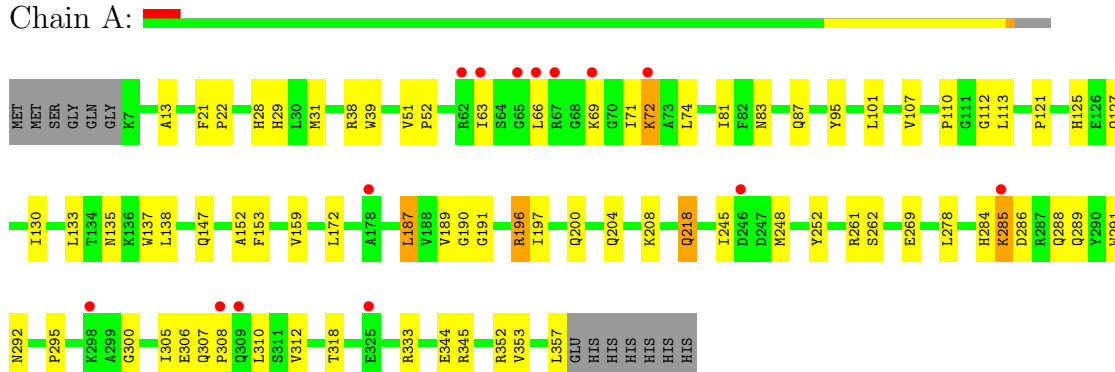 Chain A:
MET MET SER GLY GLN GLY K7 A13 F21 P22 H28 H29 L30 M31 R38 W39 V51 P52 R62 I63 S64 G65 L66 R67 G68 K69 G70 I71 K72 A73 L74 I81 F82 N83 Q87 Y95 L101 V107 P110 G111 G112 L113 P121 H125 E126
I130 L133 T134 N135 K136 W137 L138 Q147 A152 F153 V159 L172 A178 L187 V188 V189 G190 G191 R196 I197 Q200 Q204 K208 Q218 I245 D246 D247 M248 Y252 R261 S262 E269 L278 H284 K285 D286 R287 Q288 Q289 Y290
N292 P295 K298 A299 G300 I305 E306 Q307 P308 Q309 L310 S311 V312 T318 E325 R333 E344 R345 R352 V353 L357 GLU HIS HIS HIS HIS HIS HIS